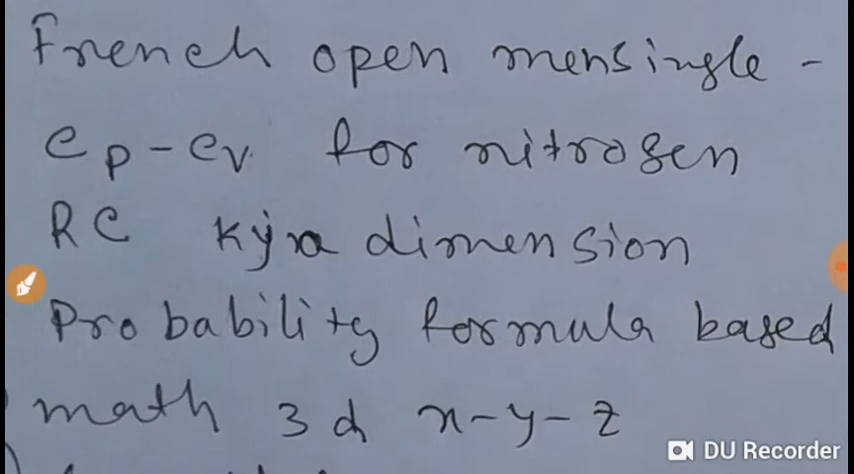 French open mensingle -
Cp - Cv. for nitrogen
RC kya dimension
Probability formula based
math 3d x-y-z
DU Recorder